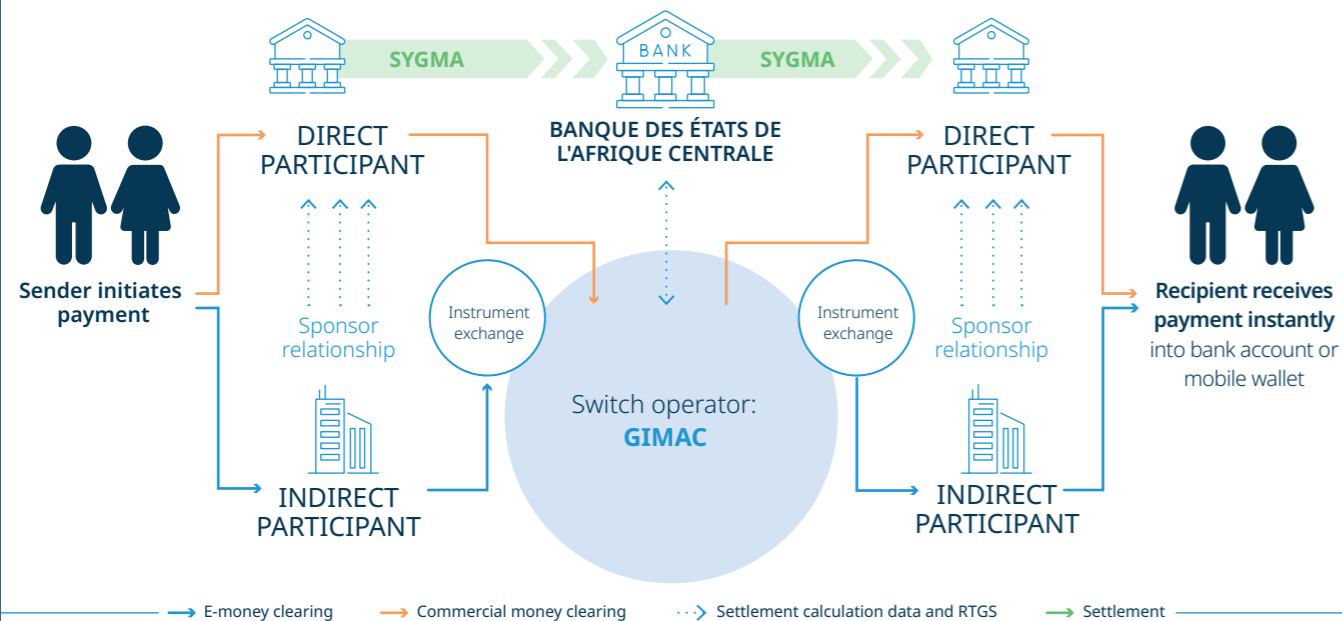 SYGMA
BANK
SYGMA
BANQUE DES ÉTATS DE
L'AFRIQUE CENTRALE
DIRECT
PARTICIPANT
DIRECT
PARTICIPANT
Sender initiates
payment
Sponsor
relationship
Instrument
exchange
Instrument
exchange
Sponsor
relationship
Recipient receives
payment instantly
into bank account or
mobile wallet
Switch operator:
GIMAC
INDIRECT
PARTICIPANT
INDIRECT
PARTICIPANT
E-money clearing
Commercial money clearing
Settlement calculation data and RTGS
Settlement